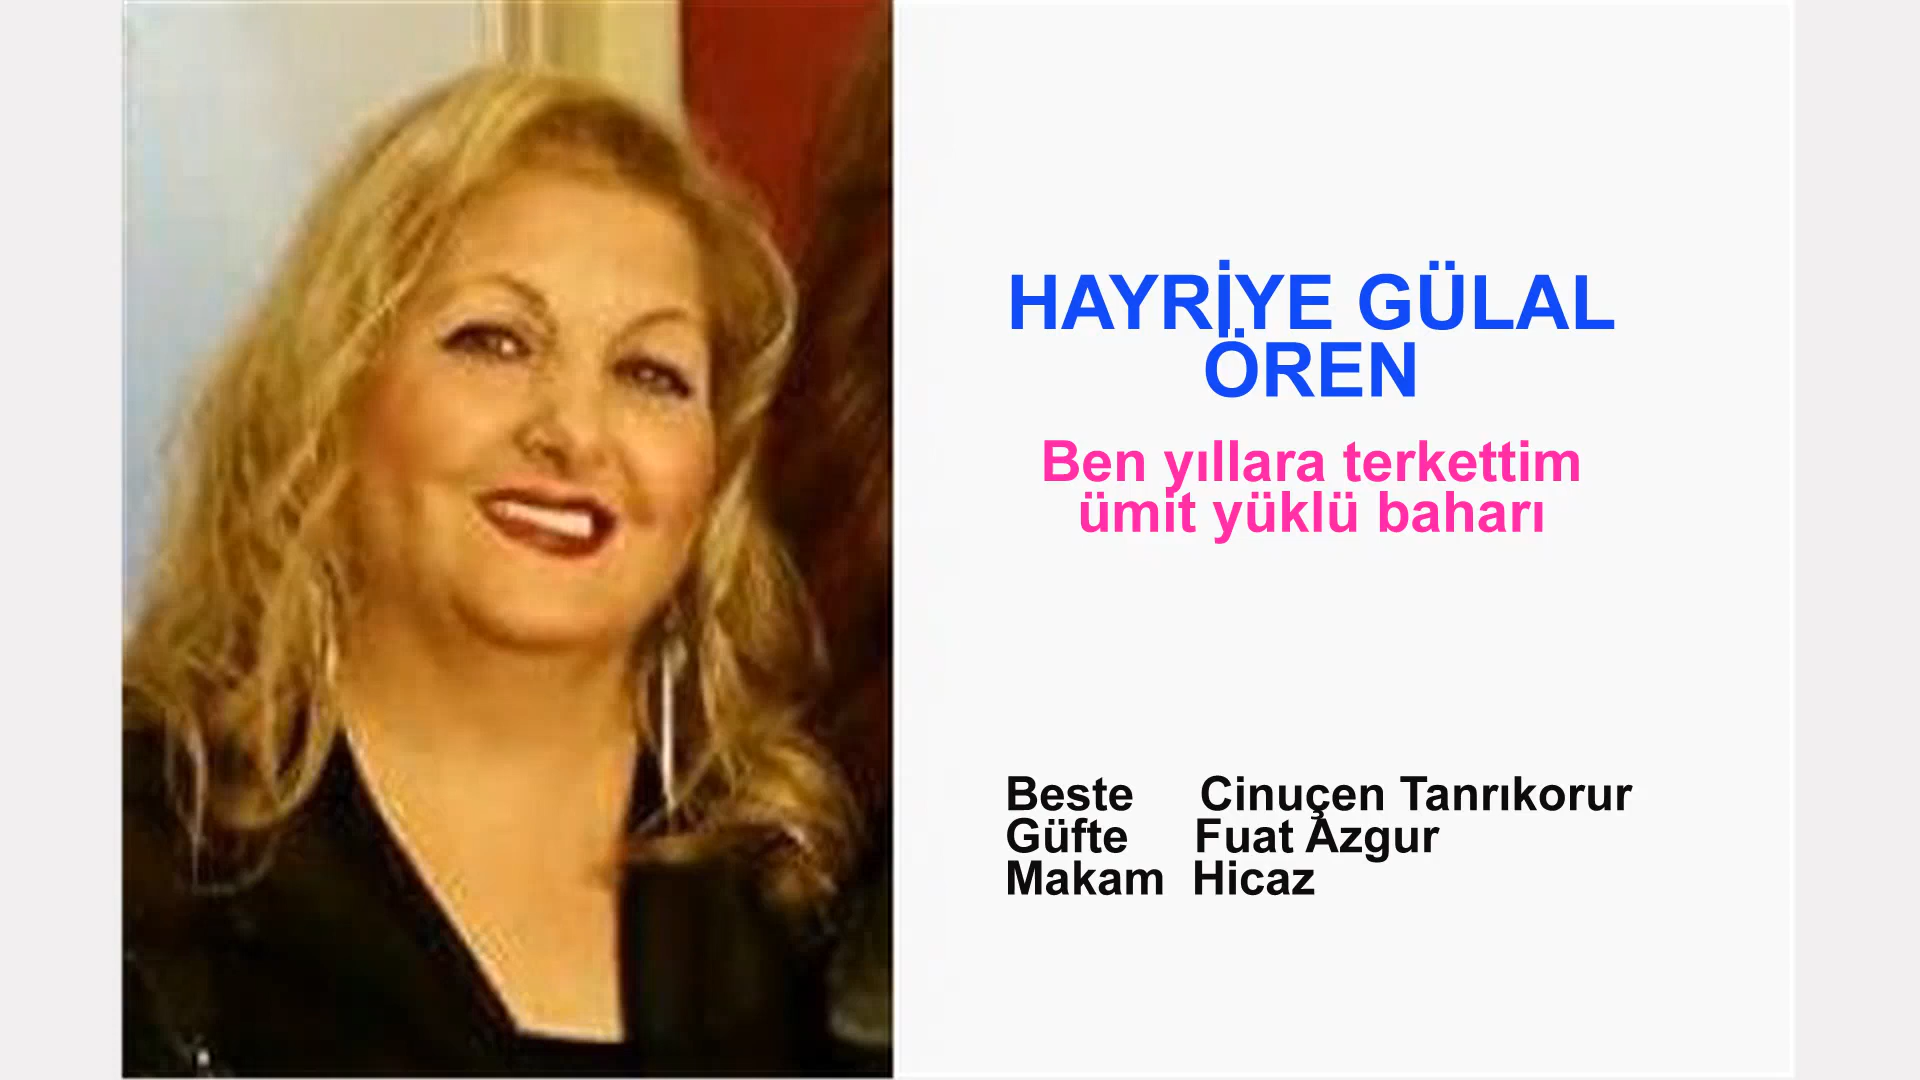 HAYRİYE GÜLAL
ÖREN
Ben yıllara terkettim
ümit yüklü baharı
Beste Cinuçen Tanrıkorur
Güfte Fuat Azgur
Makam Hicaz